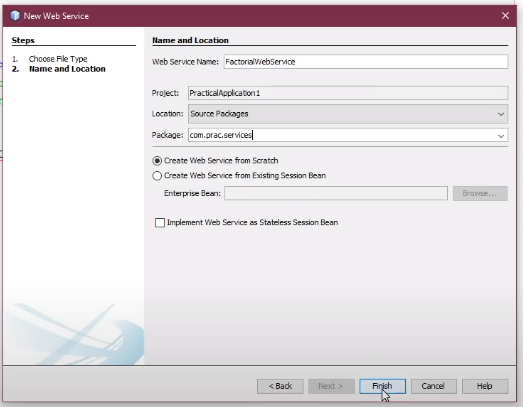 New Web Service
Steps
1. Choose File Type
2. Name and Location
Name and Location
Web Service Name: FactorialWebService
Project: PracticalApplication1
Location: Source Packages
Package: com.prac.services
Create Web Service from Scratch
Create Web Service from Existing Session Bean
Enterprise Bean: Browse...
Implement Web Service as Stateless Session Bean
< Back Next > Finish Cancel Help